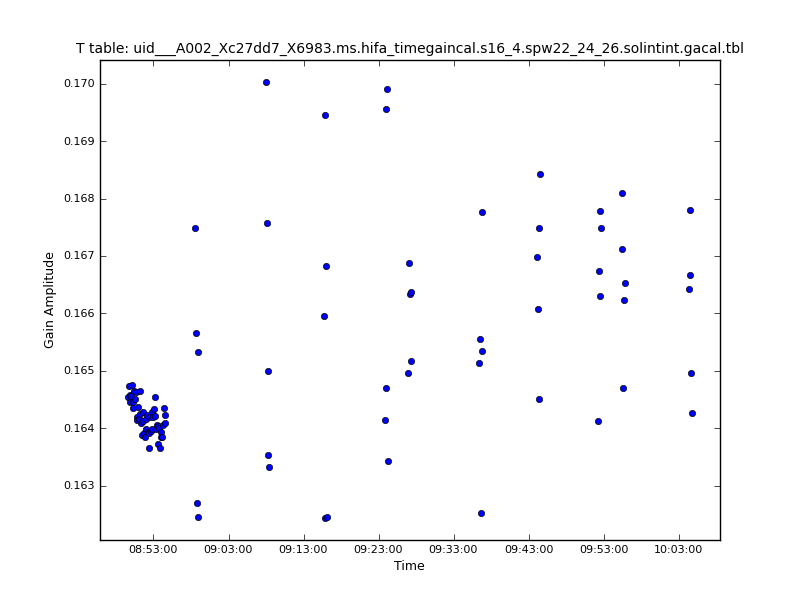 T table: uid___A002_Xc27dd7_X6983.ms.hifa_timegaincal.s16_4.spw22_24_26.solintint.gacal.tbl
0.170
0.169
0.168
0.167
0.166
0.165
0.164
0.163
Gain Amplitude
08:53:00 09:03:00 09:13:00 09:23:00 09:33:00 09:43:00 09:53:00 10:03:00
Time